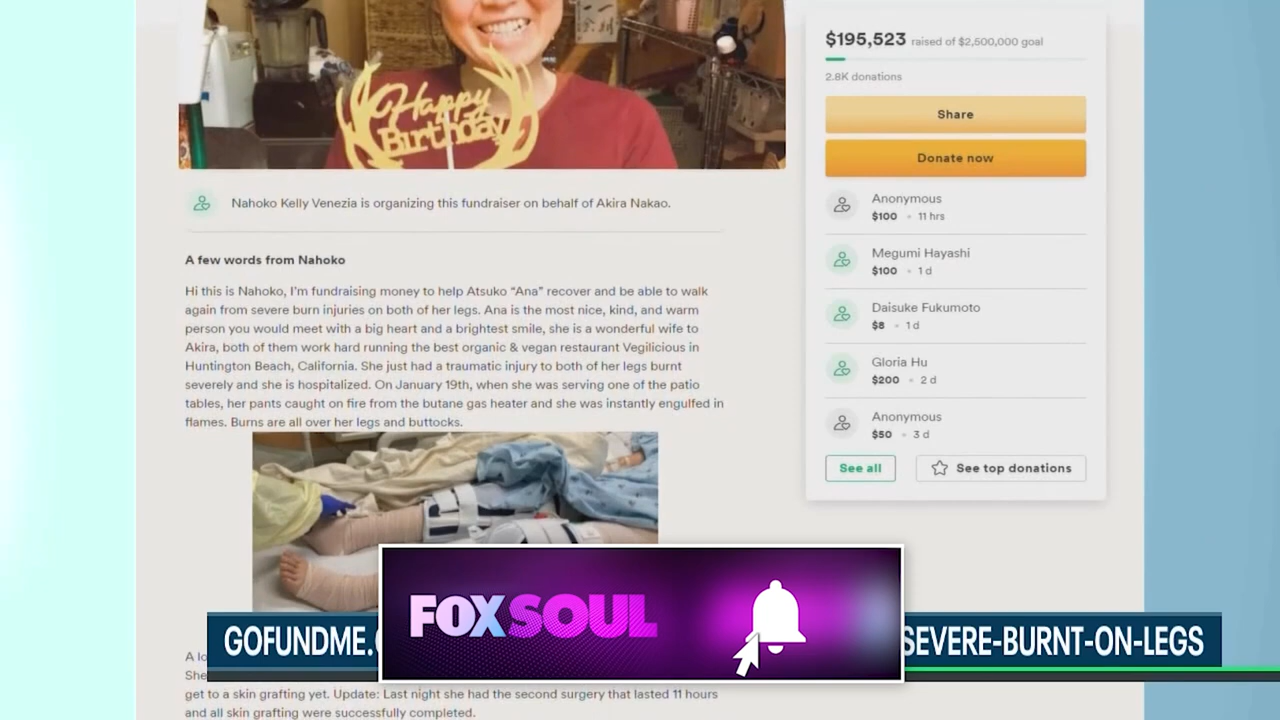 一
Happy
Birthday
Nahoko Kelly Venezia is organizing this fundraiser on behalf of Akira Nakao.
A few words from Nahoko
Hi this is Nahoko, I'm fundraising money to help Atsuko “Ana” recover and be able to walk
again from severe burn injuries on both of her legs. Ana is the most nice, kind, and warm
person you would meet with a big heart and a brightest smile, she is a wonderful wife to
Akira, both of them work hard running the best organic & vegan restaurant Vegilicious in
Huntington Beach, California. She just had a traumatic injury to both of her legs burnt
severely and she is hospitalized. On January 19th, when she was serving one of the patio
tables, her pants caught on fire from the butane gas heater and she was instantly engulfed in
flames. Burns are all over her legs and buttocks.
A lo
She
get to a skin grafting yet. Update: Last night she had the second surgery that lasted 11 hours
and all skin grafting were successfully completed.
$195,523 raised of $2,500,000 goal
2.8K donations
Share
Donate now
Anonymous
$100 • 11 hrs
Megumi Hayashi
$100 • 1 d
Daisuke Fukumoto
$8 • 1 d
Gloria Hu
$200 • 2 d
Anonymous
$50 • 3 d
See all
See top donations
GOFUNDME.
SEVERE-BURNT-ON-LEGS
FOX SOUL